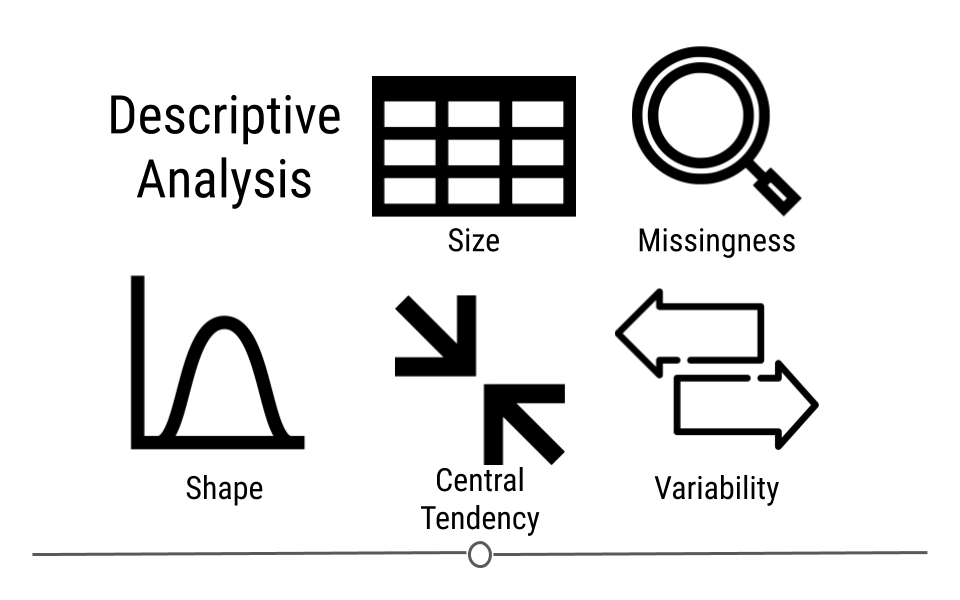 Descriptive
Analysis
Size
Missingness
Shape
Central
Tendency
Variability